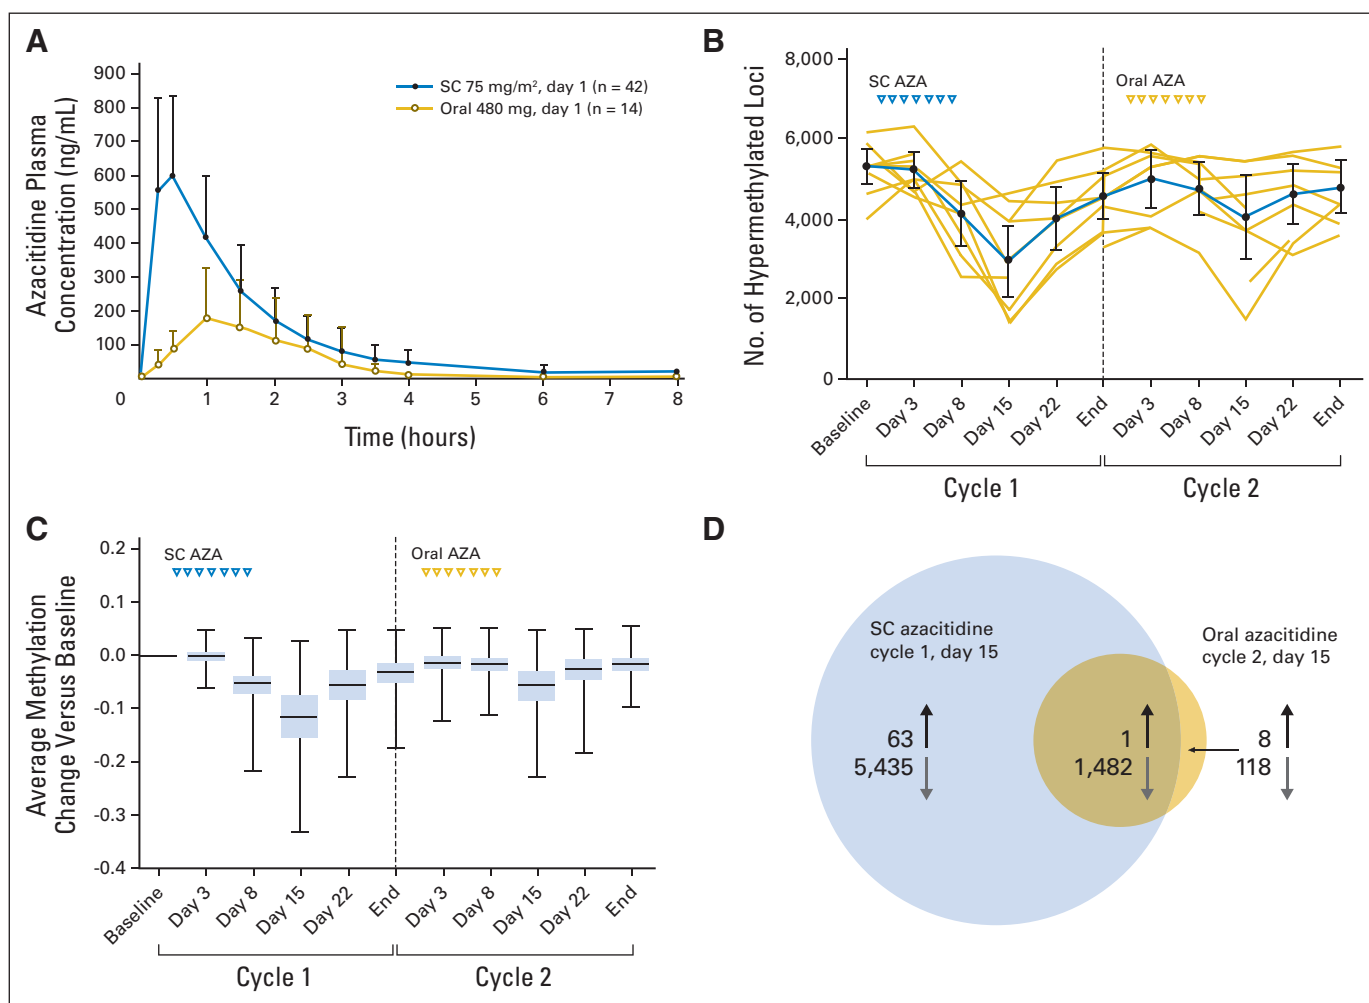 A
Azacitidine Plasma
Concentration (ng/mL)
900
800
700
600
500
400
300
200
100
0
1
2
3
4
5
6
7
8
Time (hours)
SC 75 mg/m², day 1 (n = 42)
Oral 480 mg, day 1 (n = 14)
B
No. of Hypermethylated Loci
8,000
6,000
4,000
2,000
0
SC AZA
Oral AZA
Baseline
Day 3
Day 8
Day 15
Day 22
End
Day 3
Day 8
Day 15
Day 22
End
Cycle 1
Cycle 2
C
Average Methylation
Change Versus Baseline
0.2
0.1
0.0
-0.1
-0.2
-0.3
-0.4
SC AZA
Oral AZA
Baseline
Day 3
Day 8
Day 15
Day 22
End
Day 3
Day 8
Day 15
Day 22
End
Cycle 1
Cycle 2
D
SC azacitidine
cycle 1, day 15
63
5,435
1
1,482
Oral azacitidine
cycle 2, day 15
8
118